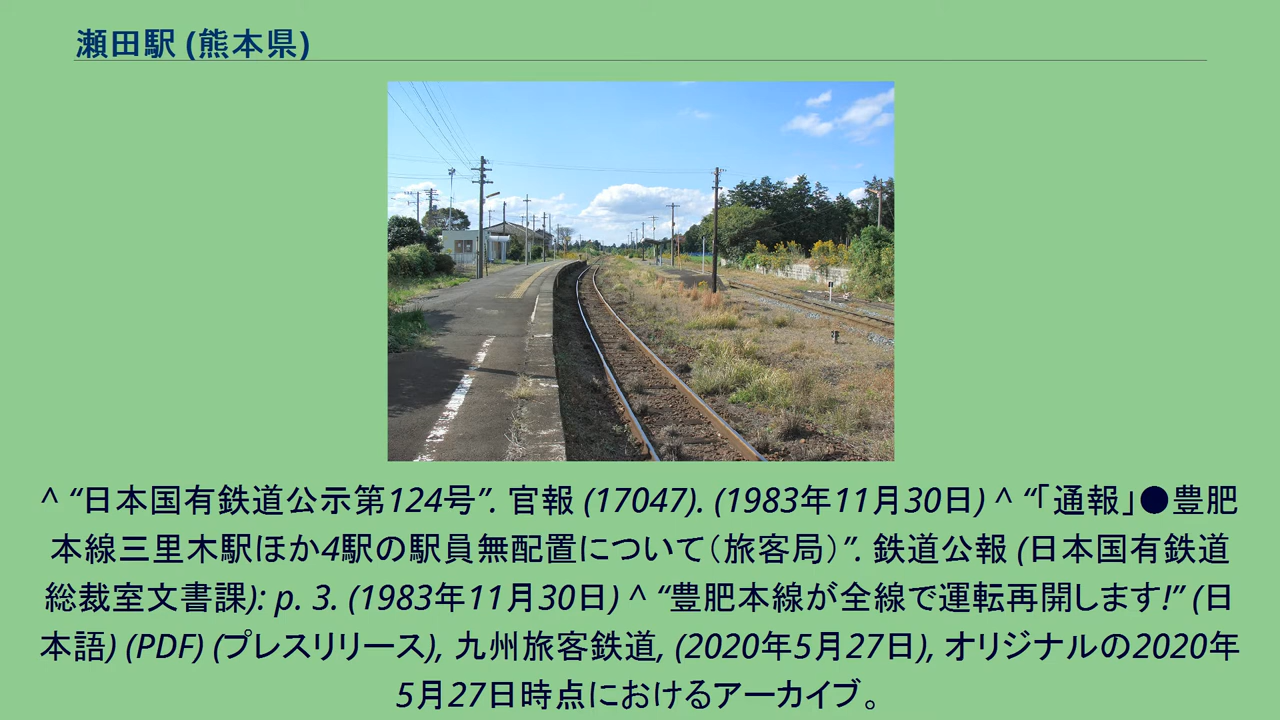 瀬田駅 (熊本県)
^ “日本国有鉄道公示第124号”. 官報 (17047). (1983年11月30日) ^ “「通報」●豊肥
本線三里木駅ほか4駅の駅員無配置について（旅客局）”. 鉄道公報 (日本国有鉄道
総裁室文書課): p. 3. (1983年11月30日) ^ “豊肥本線が全線で運転再開します!” (日
本語) (PDF) (プレスリリース), 九州旅客鉄道, (2020年5月27日), オリジナルの2020年
5月27日時点におけるアーカイブ。